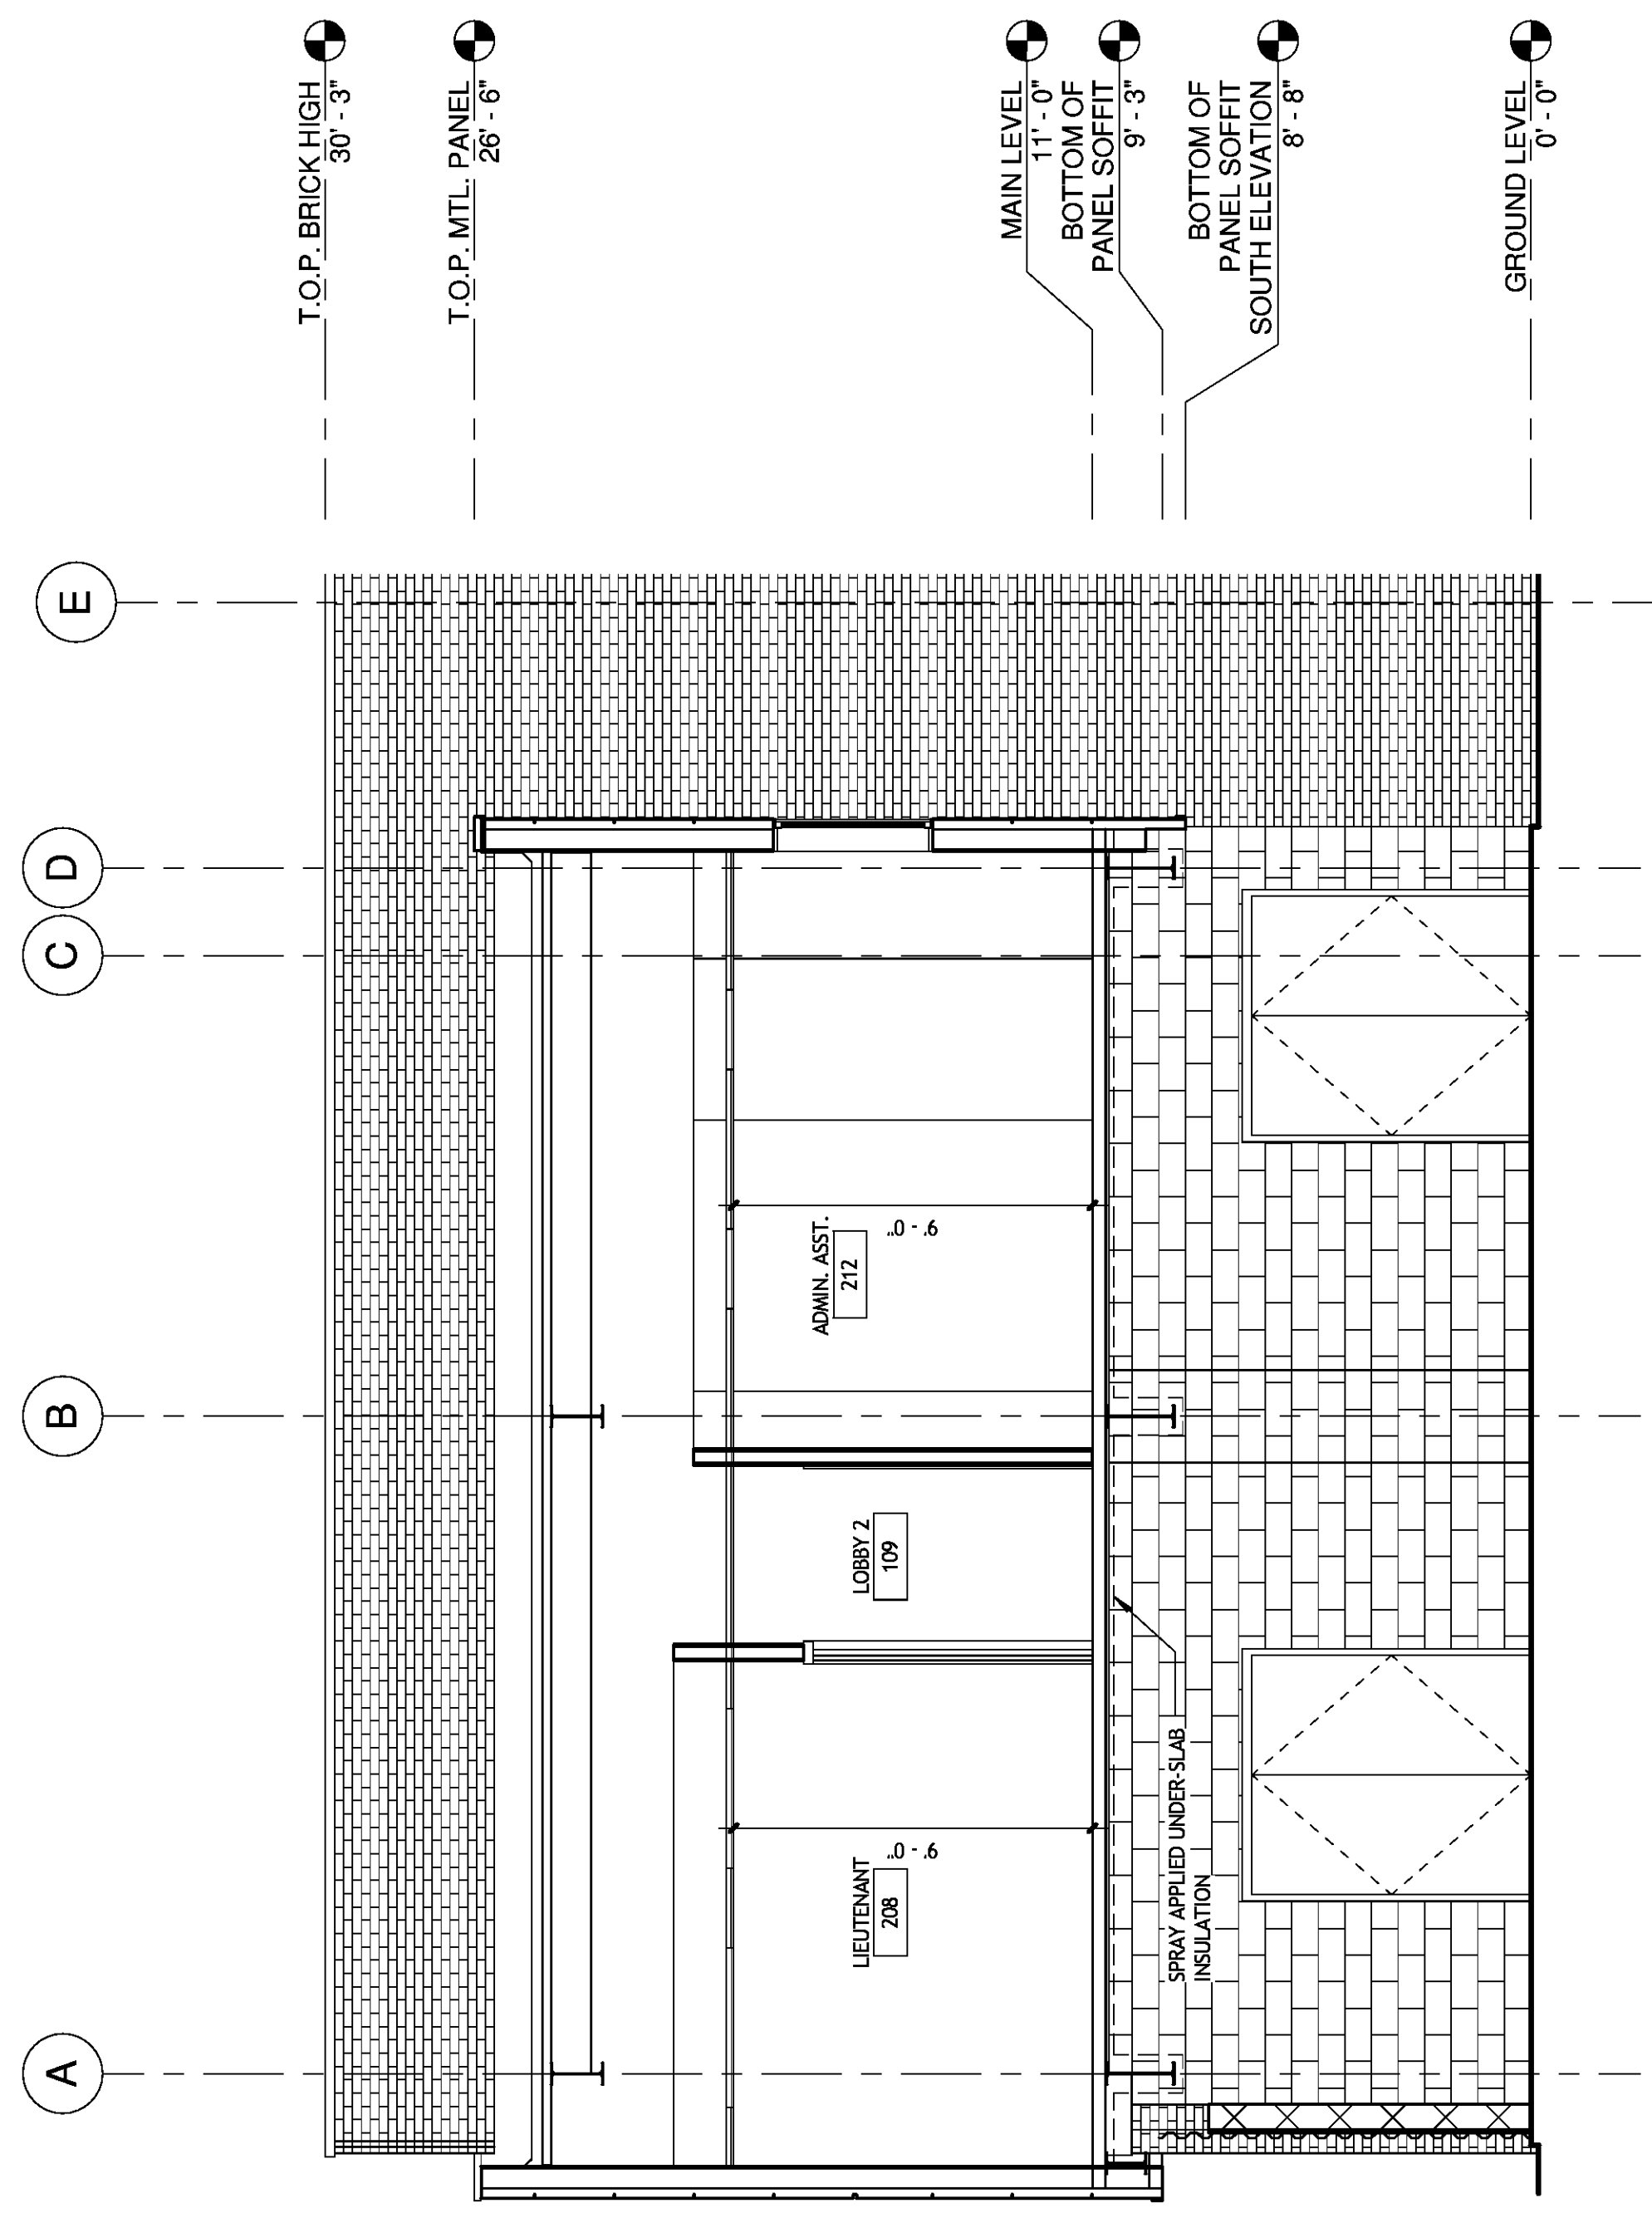 A
B
C
D
E
T.O.P. BRICK HIGH
30' - 3"
T.O.P. MTL. PANEL
26' - 6"
MAIN LEVEL
11' - 0"
BOTTOM OF
PANEL SOFFIT
9' - 3"
BOTTOM OF
PANEL SOFFIT
SOUTH ELEVATION
8' - 8"
GROUND LEVEL
0' - 0"
LIEUTENANT
208
9' - 0"
LOBBY 2
109
ADMIN. ASST.
212
9' - 0"
SPRAY APPLIED UNDER-SLAB
INSULATION